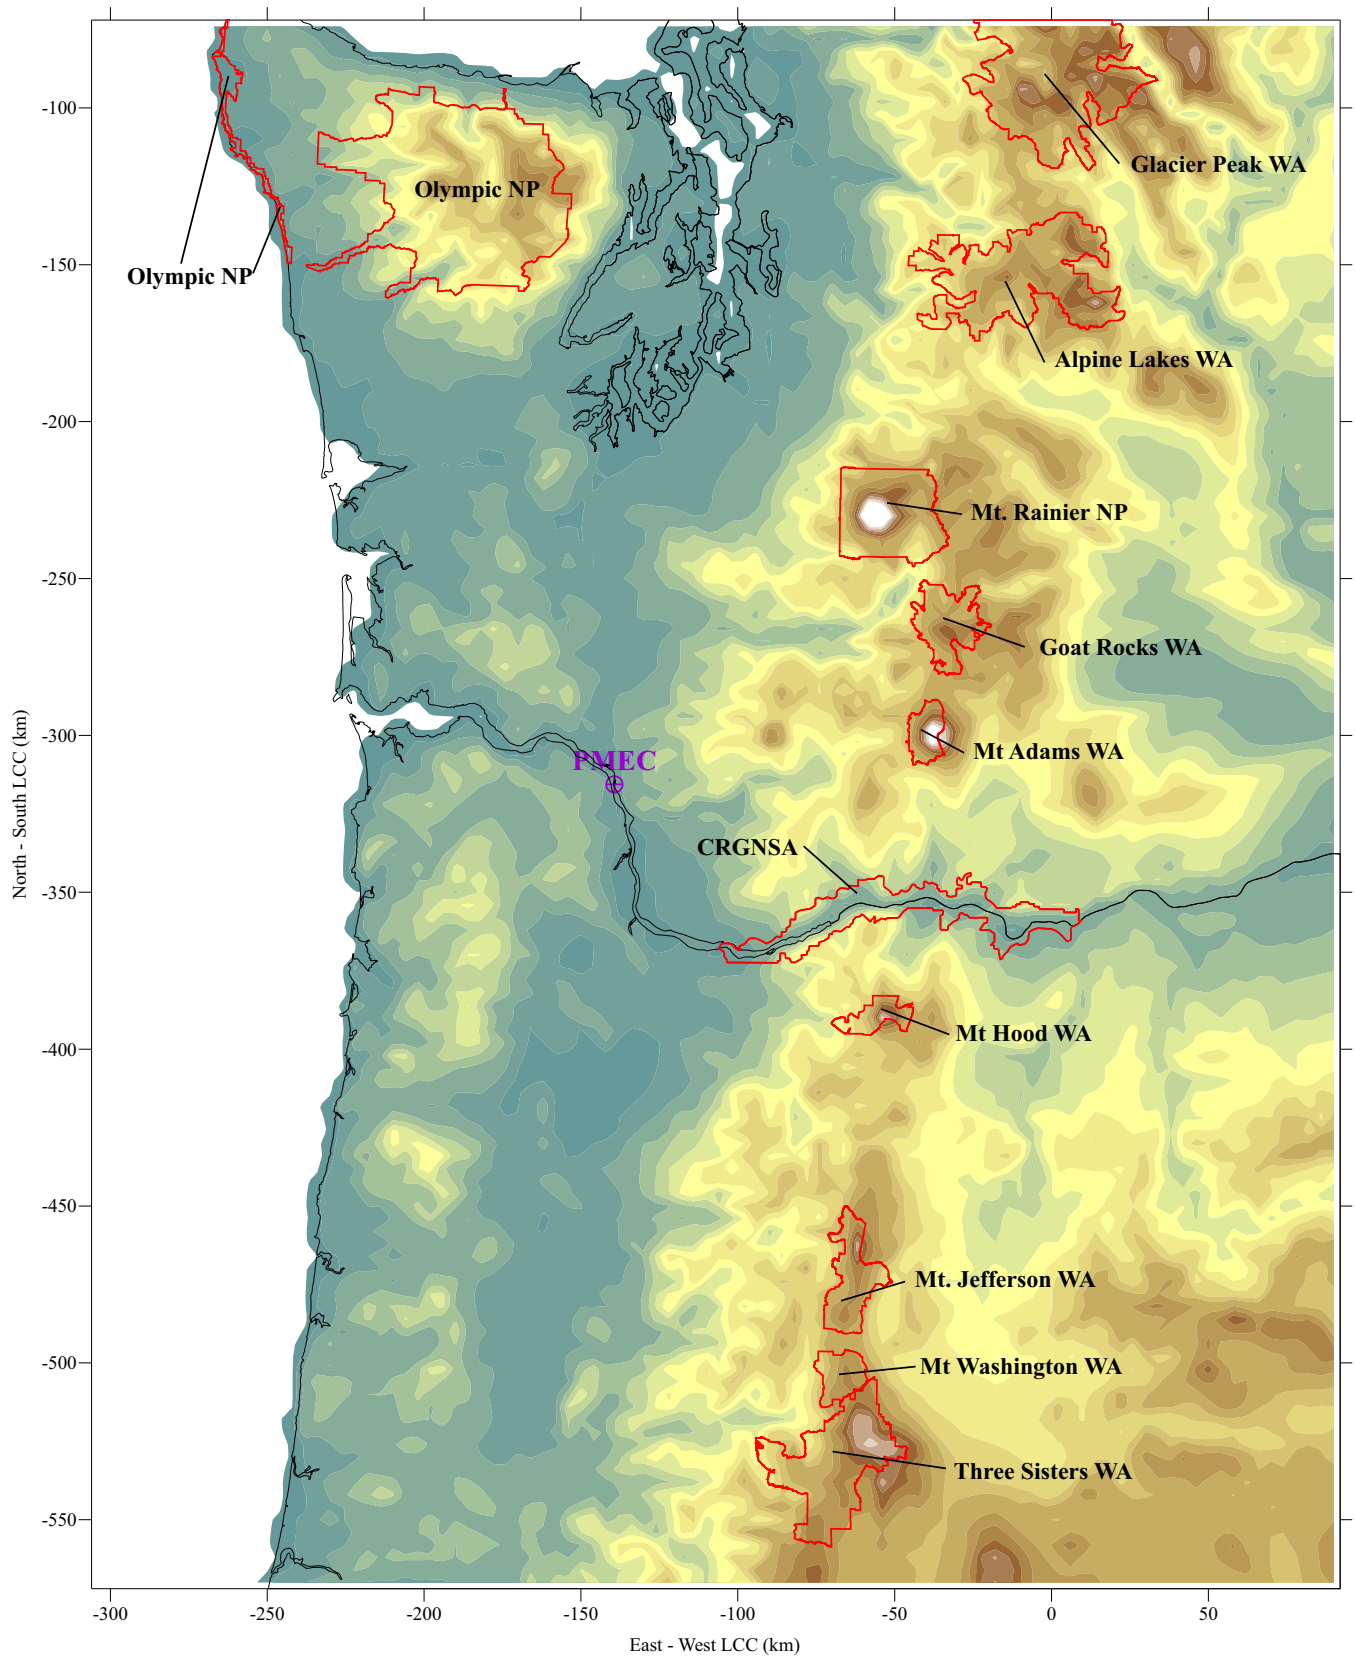 -100
Glacier Peak WA
Olympic NP
-150
Olympic NP
Alpine Lakes WA
-200
Mt. Rainier NP
-250
Goat Rocks WA
North - South LCC (km)
-300
PMEC
Mt Adams WA
CRGNSA
-350
Mt Hood WA
-400
-450
Mt. Jefferson WA
Mt Washington WA
-500
Three Sisters WA
-550
-300 -250 -200 -150 -100 -50 0 50
East - West LCC (km)